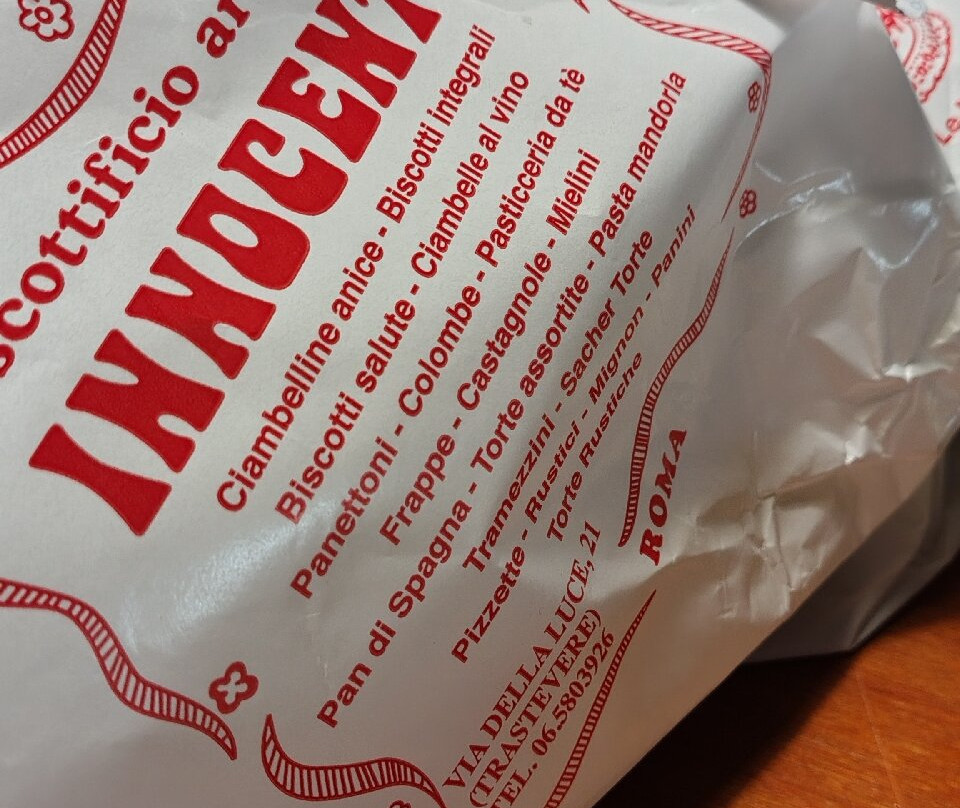 scottificio ar
INNOCENT
Ciambelline anice - Biscotti integrali
Biscotti salute - Ciambelle al vino
Panettoni - Colombe - Pasticceria da tè
Frappe - Castagnole - Mielini
Pan di Spagna - Torte assortite - Pasta mandorla
Tramezzini - Sacher Torte
Pizzette - Rustici - Mignon - Panini
Torte Rustiche
VIA DELLA LUCE, 21
(TRASTEVERE)
TEL. 06.5803926
ROMA